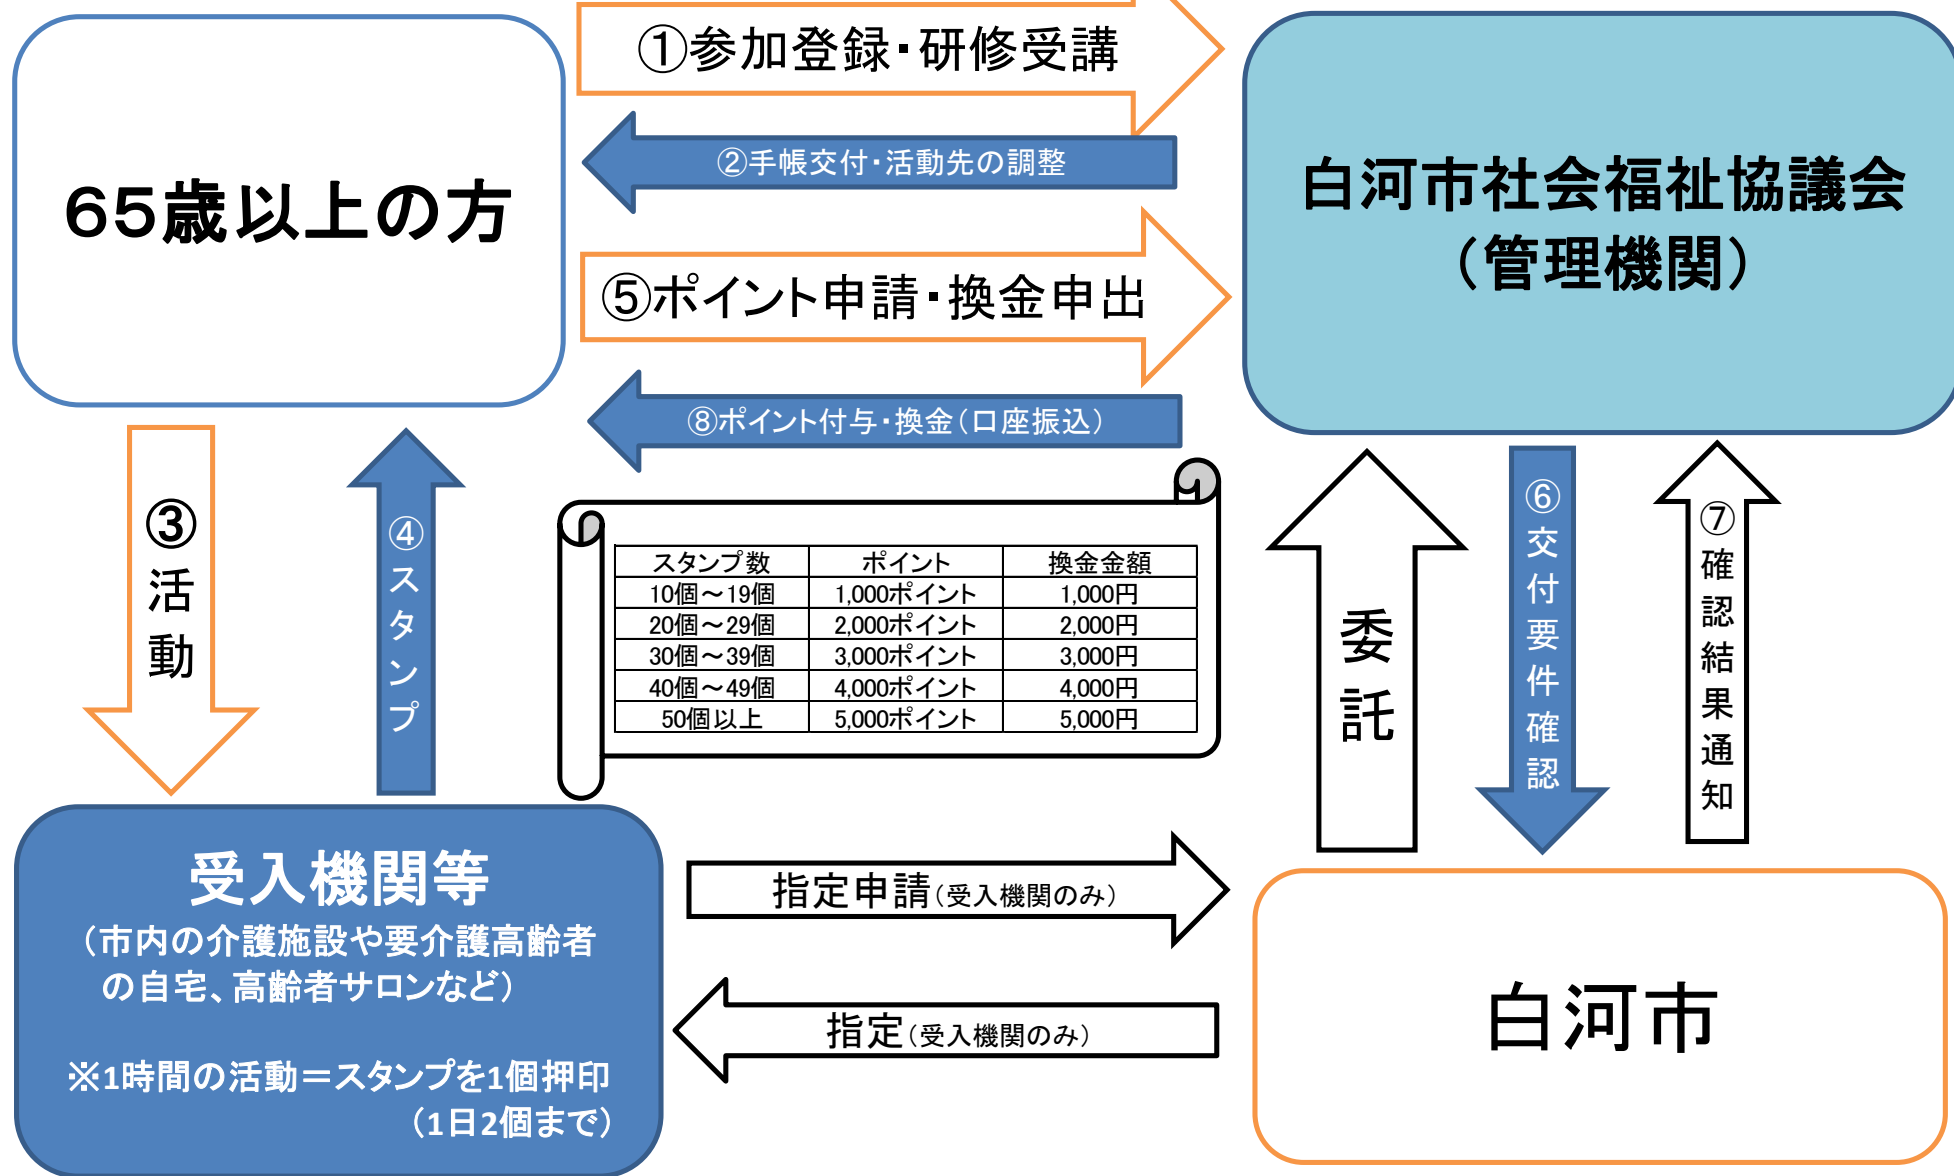 ①参加登録・研修受講
②手帳交付・活動先の調整
65歳以上の方
白河市社会福祉協議会
（管理機関）
⑤ポイント申請・換金申出
⑧ポイント付与・換金（口座振込）
③活動
④スタンプ
スタンプ数 ポイント 換金金額
10個～19個 1,000ポイント 1,000円
20個～29個 2,000ポイント 2,000円
30個～39個 3,000ポイント 3,000円
40個～49個 4,000ポイント 4,000円
50個以上 5,000ポイント 5,000円
委託
⑥交付要件確認
⑦確認結果通知
受入機関等
（市内の介護施設や要介護高齢者
の自宅、高齢者サロンなど）
※1時間の活動＝スタンプを1個押印
（1日2個まで）
指定申請（受入機関のみ）
指定（受入機関のみ）
白河市